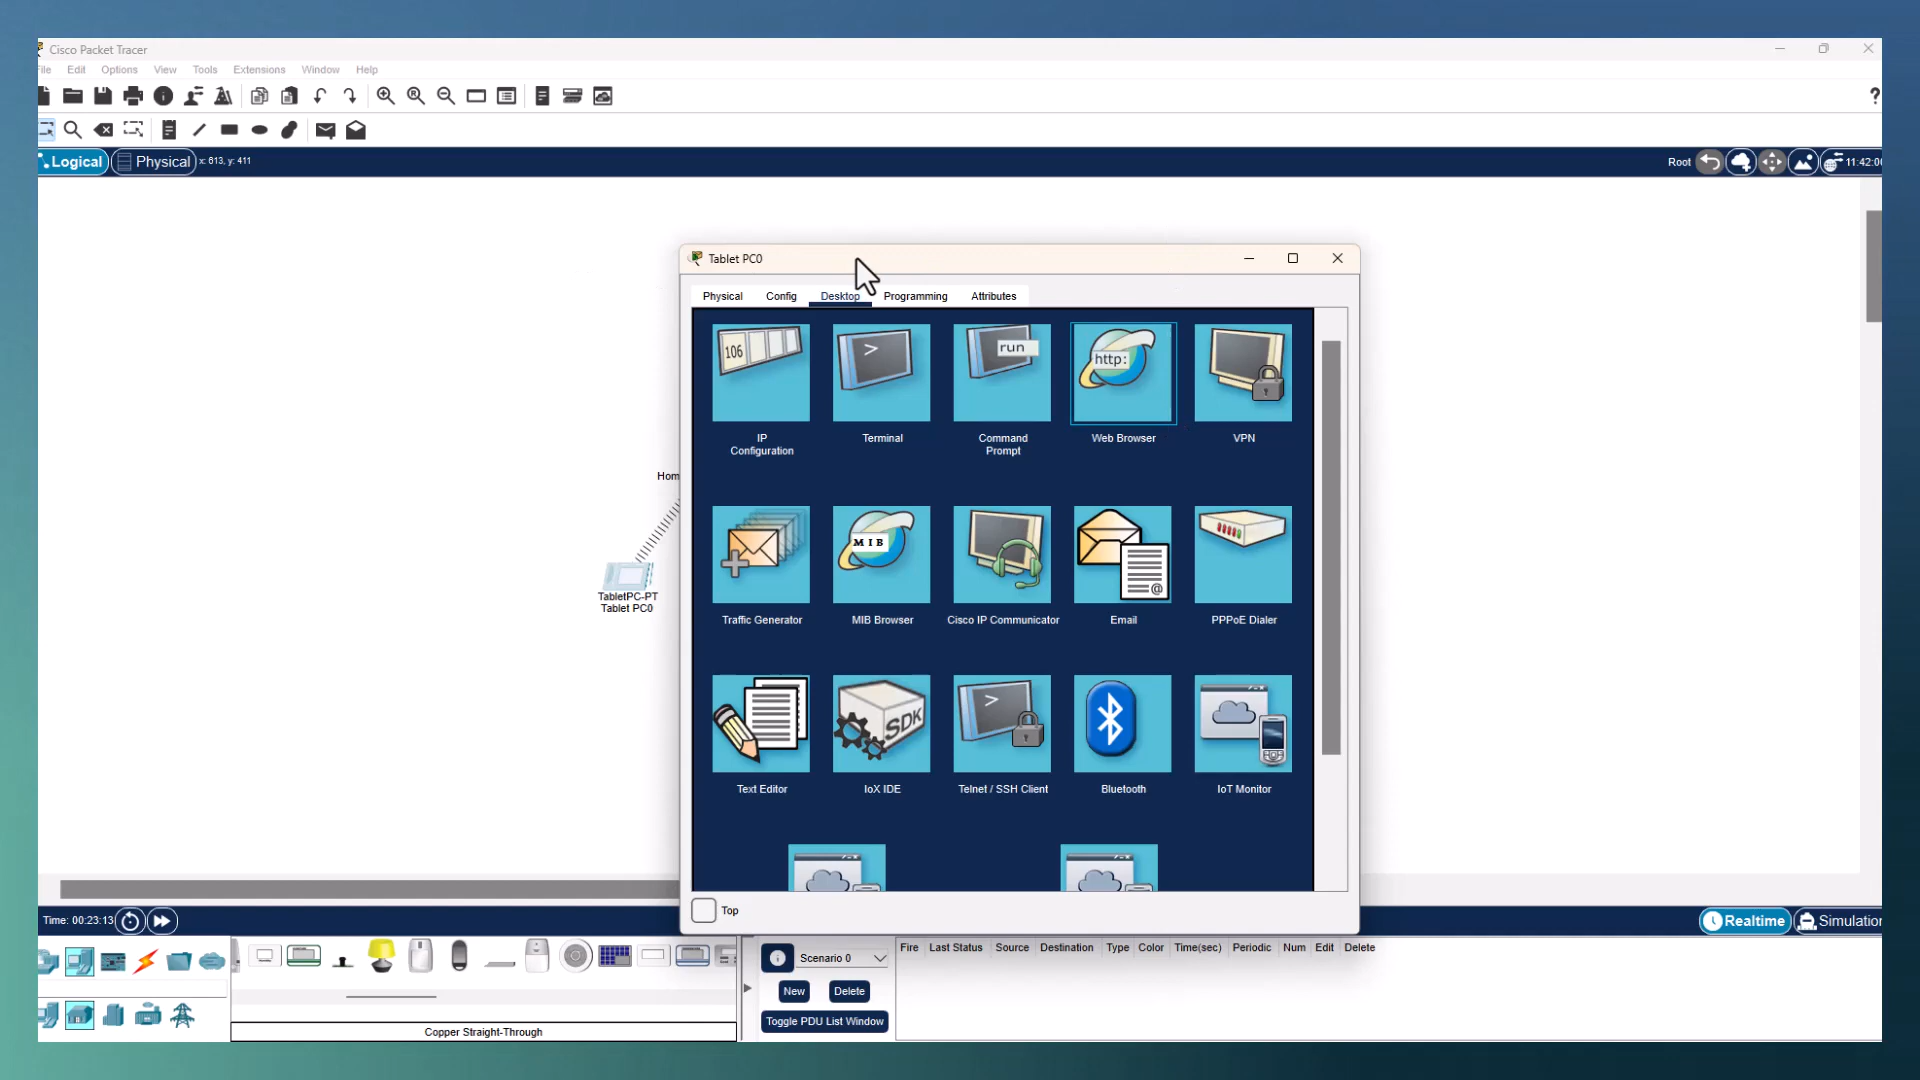 Cisco Packet Tracer
File Edit Options View Tools Extensions Window Help
?
Logical Physical x: 613, y: 411 Root 11:42:00
Tablet PC0
Physical Config Desktop Programming Attributes
106
>
run
http:
?
IP
Configuration
Terminal
Command
Prompt
Web Browser
VPN
MIB
@
Traffic Generator
MIB Browser
Cisco IP Communicator
Email
PPPoE Dialer
SDK
>
?
Text Editor
IoX IDE
Telnet / SSH Client
Bluetooth
IoT Monitor
Top
Hom
TabletPC-PT
Tablet PC0
Time: 00:23:13 Realtime Simulation
Scenario 0
New Delete
Toggle PDU List Window
Fire Last Status Source Destination Type Color Time(sec) Periodic Num Edit Delete
Copper Straight-Through